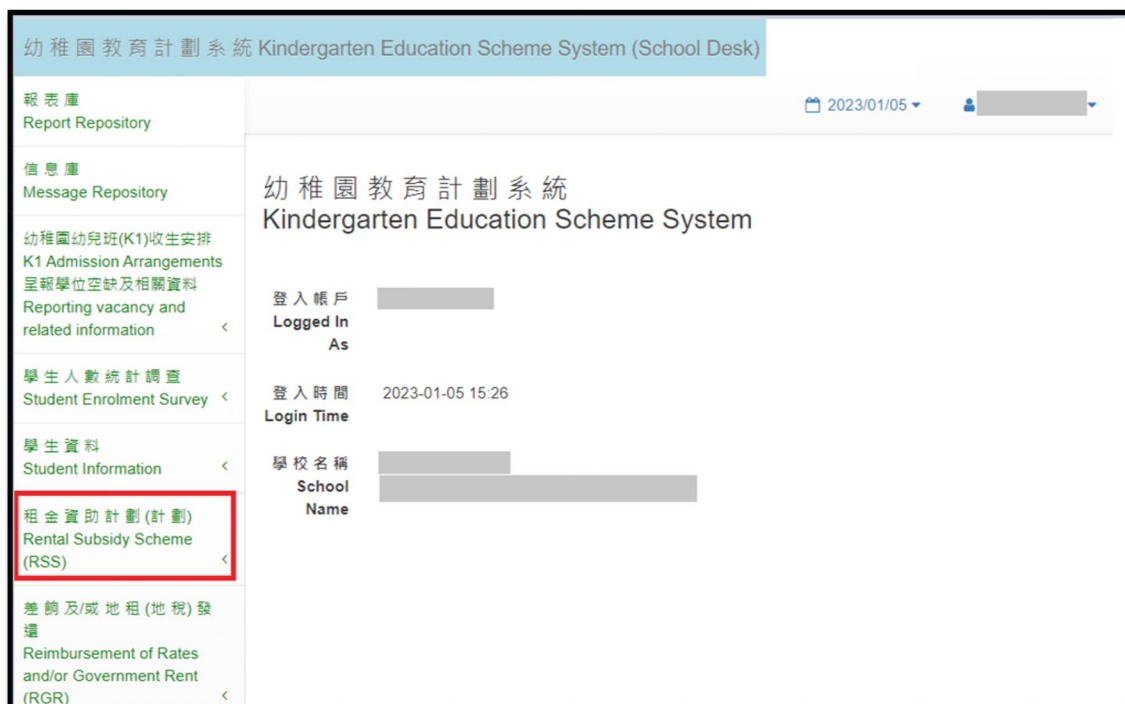 幼稚園教育計劃系統 Kindergarten Education Scheme System (School Desk)
報表庫
Report Repository
信息庫
Message Repository
幼稚園幼兒班(K1)收生安排
K1 Admission Arrangements
呈報學位空缺及相關資料
Reporting vacancy and
related information
學生人數統計調查
Student Enrolment Survey
學生資料
Student Information
租金資助計劃(計劃)
Rental Subsidy Scheme
(RSS)
差餉及/或地租(地稅)發
還
Reimbursement of Rates
and/or Government Rent
(RGR)
2023/01/05
幼稚園教育計劃系統
Kindergarten Education Scheme System
登入帳戶
Logged In
As
登入時間 2023-01-05 15:26
Login Time
學校名稱
School
Name